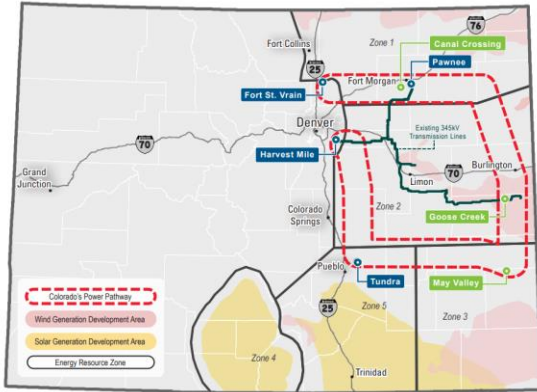 76
Fort Collins
Zone 1
Canal Crossing
25
Fort Morgan
Pawnee
Fort St. Vrain
Denver
Existing 345kV
Transmission Lines
Harvest Mile
70
Burlington
Grand
Junction
Limon
70
Zone 2
Goose Creek
Colorado
Springs
Pueblo
Tundra
May Valley
Colorado's Power Pathway
Wind Generation Development Area
Solar Generation Development Area
Energy Resource Zone
25
Zone 5
Zone 3
Zone 4
Trinidad